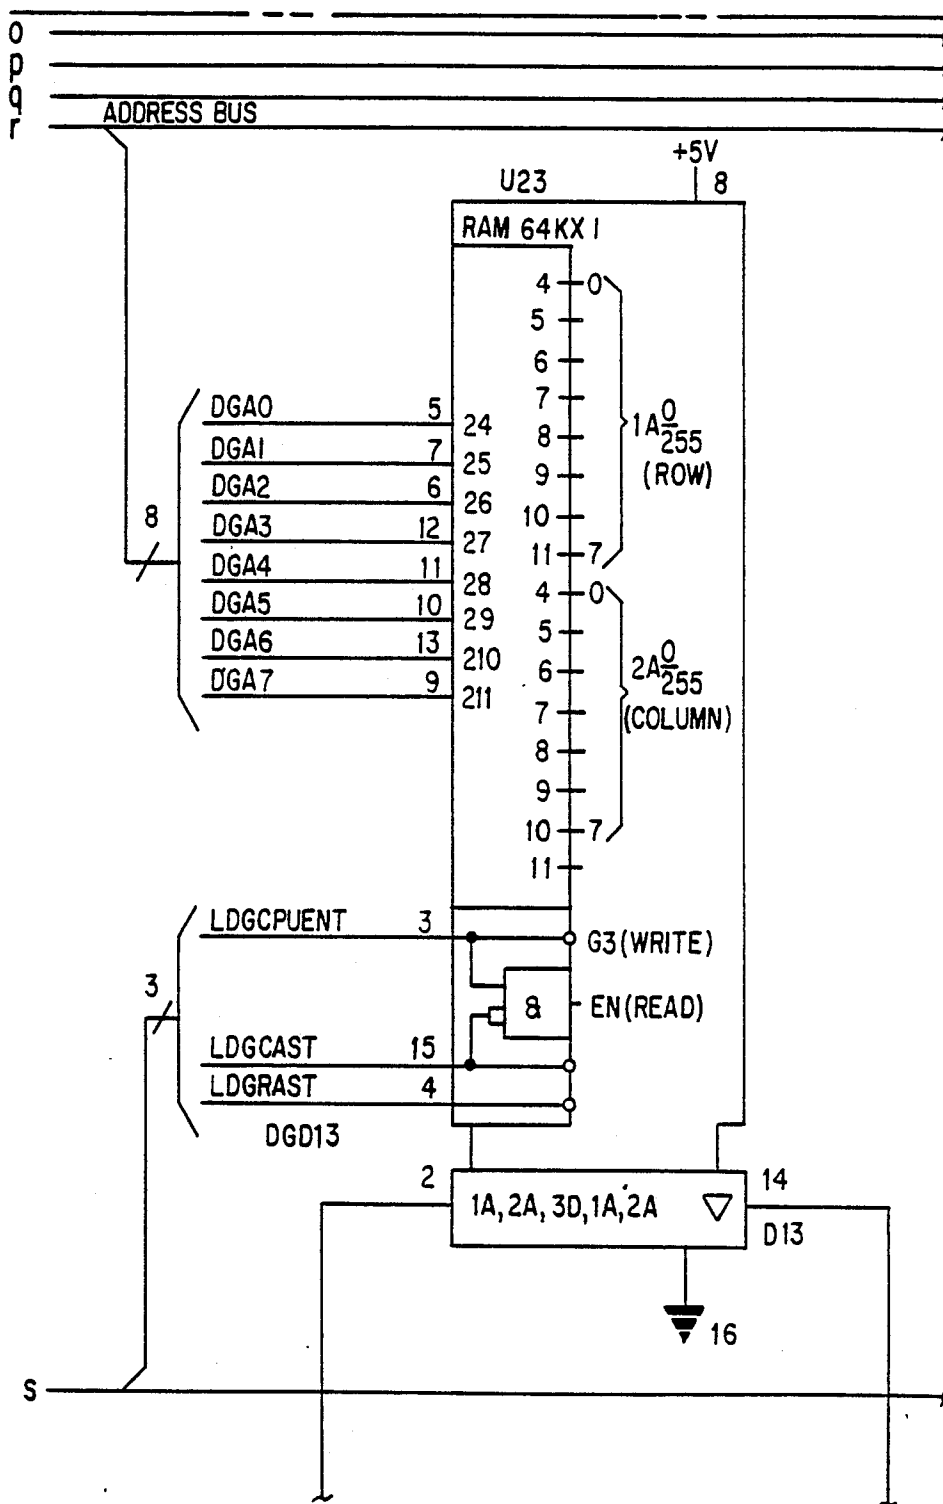 o
p
q
r
ADDRESS BUS
+5V
U23
8
RAM 64KX1
4 0
5
6
7
8
9
10
11 7
1A 0/255
(ROW)
4 0
5
6
7
8
9
10 7
11
2A 0/255
(COLUMN)
8
DGA0 5 24
DGA1 7 25
DGA2 6 26
DGA3 12 27
DGA4 11 28
DGA5 10 29
DGA6 13 210
DGA7 9 211
3
LDGCPUENT 3 G3(WRITE)
& EN(READ)
LDGCAST 15
LDGRAST 4
DGD13
2
1A,2A,3D,1A,2A ▽
14
D13
16
S